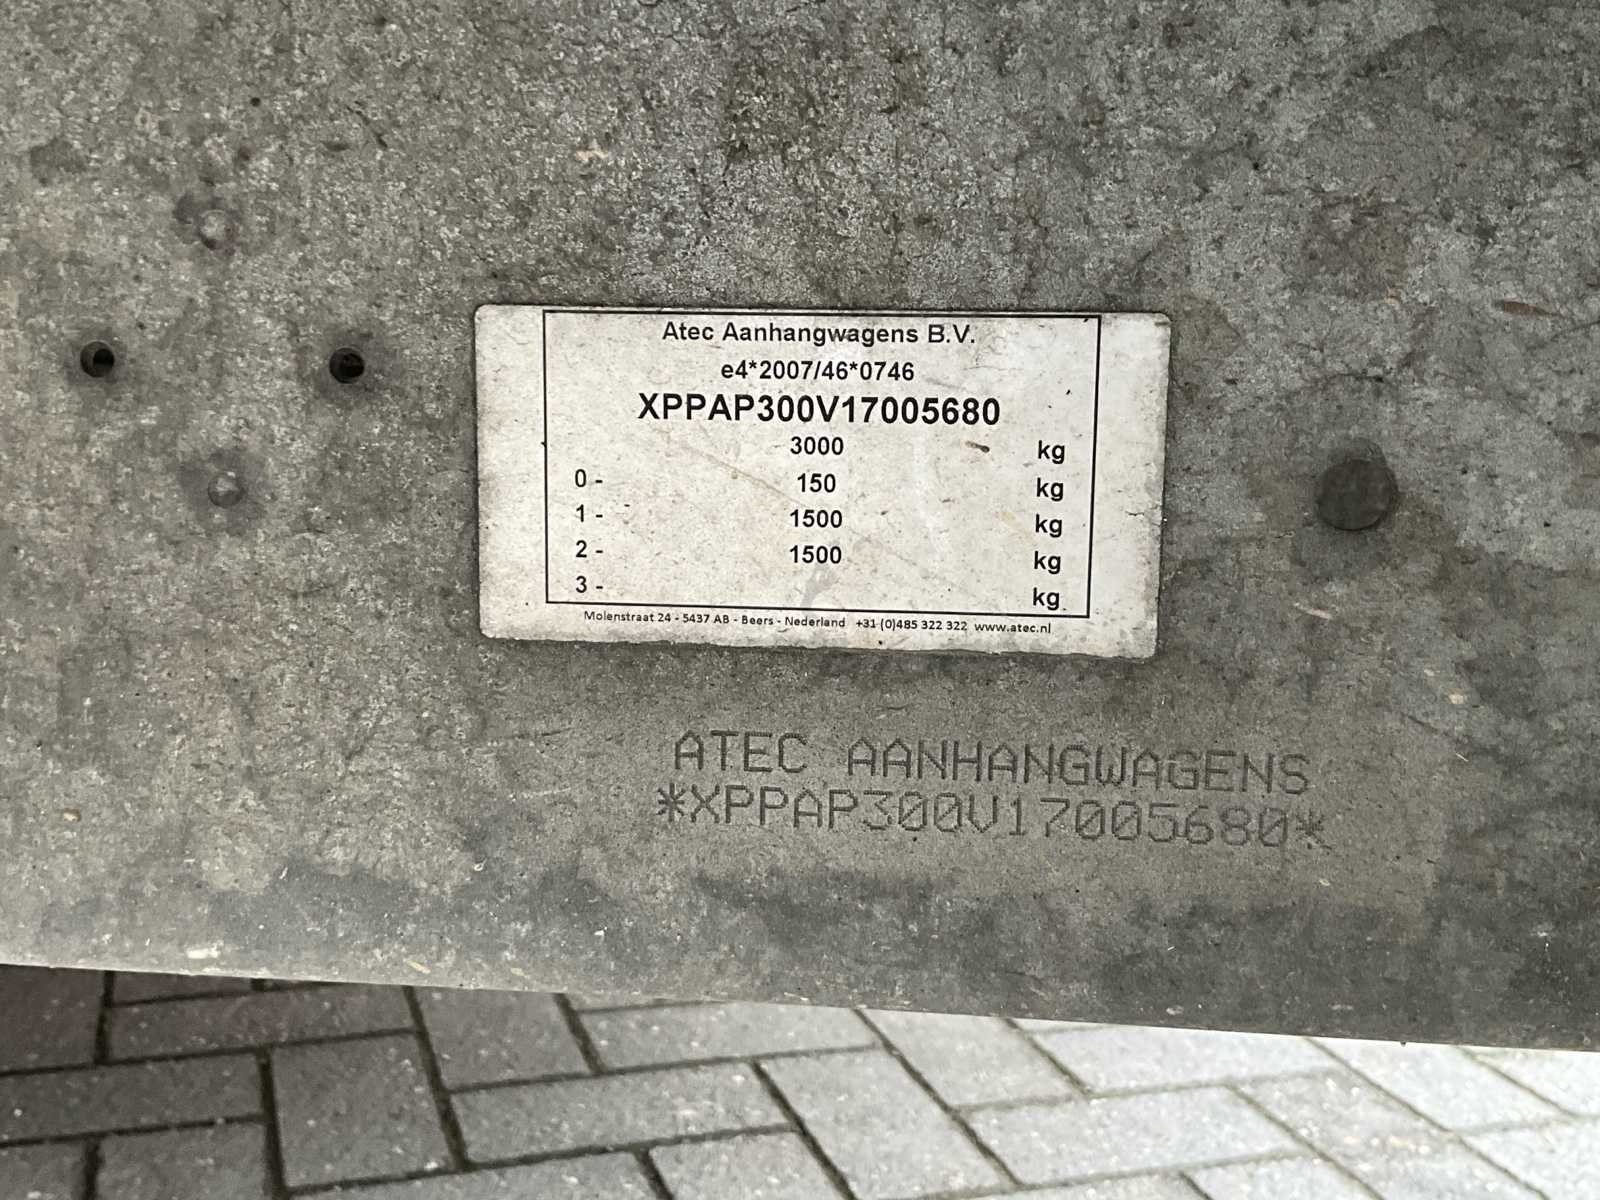 Atec Aanhangwagens B.V.
e4*2007/46*0746
XPPAP300V17005680
3000 kg
0 - 150 kg
1 - 1500 kg
2 - 1500 kg
3 - kg
Molenstraat 24 - 5437 AB - Beers - Nederland +31 (0)485 322 322 www.atec.nl
ATEC AANHANGWAGENS
*XPPAP300V17005680*